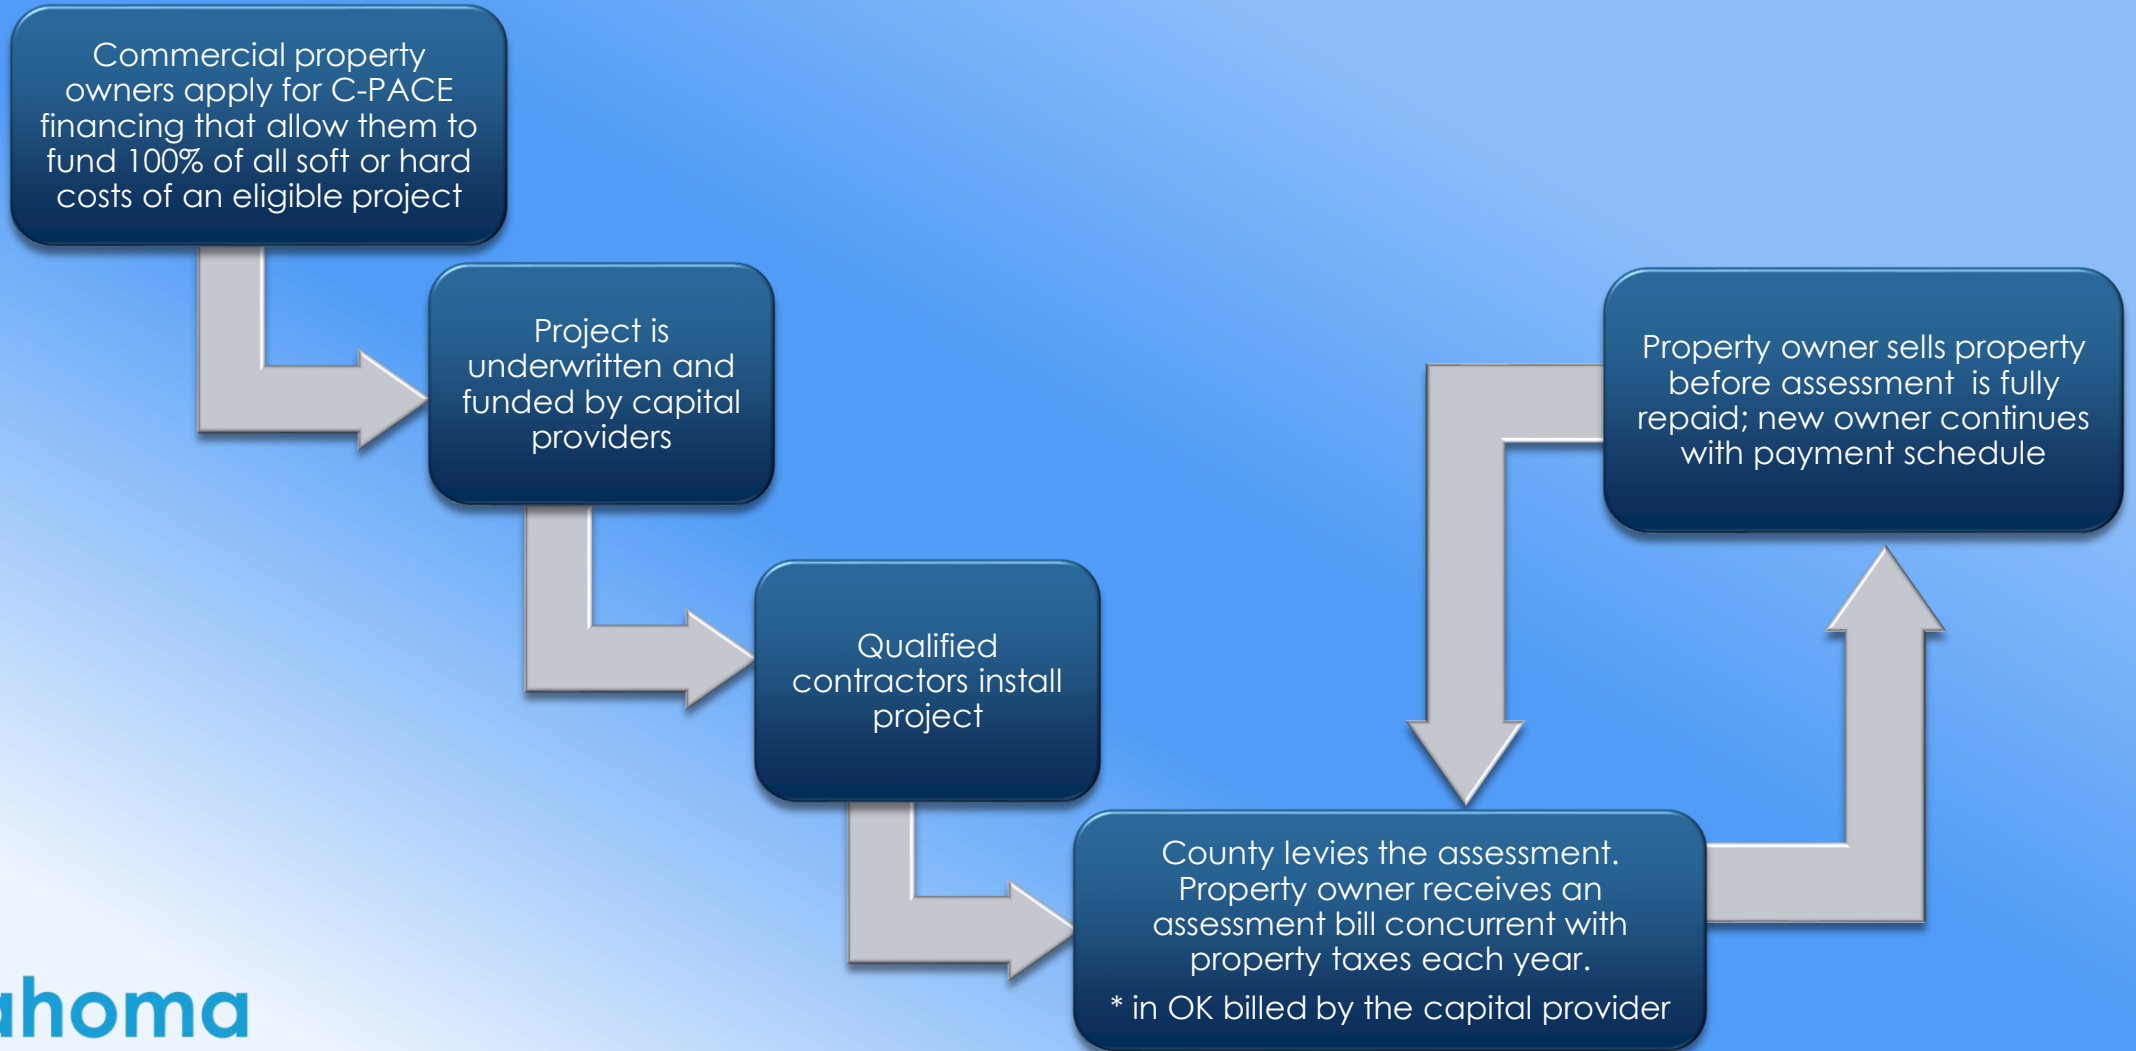 Commercial property
owners apply for C-PACE
financing that allow them to
fund 100% of all soft or hard
costs of an eligible project
Project is
underwritten and
funded by capital
providers
Qualified
contractors install
project
County levies the assessment.
Property owner receives an
assessment bill concurrent with
property taxes each year.
* in OK billed by the capital provider
Property owner sells property
before assessment  is fully
repaid; new owner continues
with payment schedule
ahoma